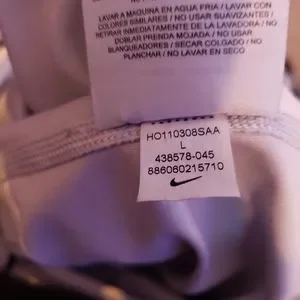 LAVAR A MAQUINA EN AGUA FRIA / LAVAR CON
COLORES SIMILARES / NO USAR SUAVIZANTES /
RETIRAR INMEDIATAMENTE DE LA LAVADORA / NO
DOBLAR PRENDA MOJADA / NO USAR
BLANQUEADORES / SECAR COLGADO / NO
PLANCHAR / NO LAVAR EN SECO
HO110308SAA
L
438578-045
886060215710